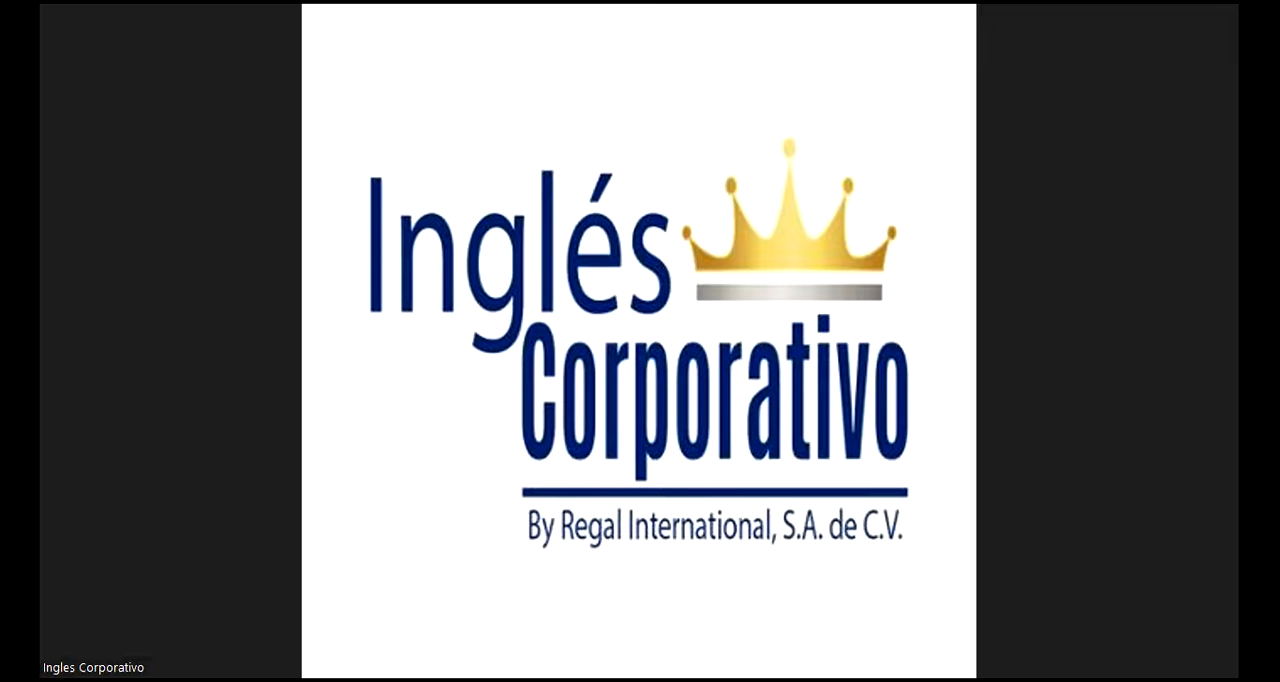 Inglés
Corporativo
By Regal International, S.A. de C.V.
Ingles Corporativo